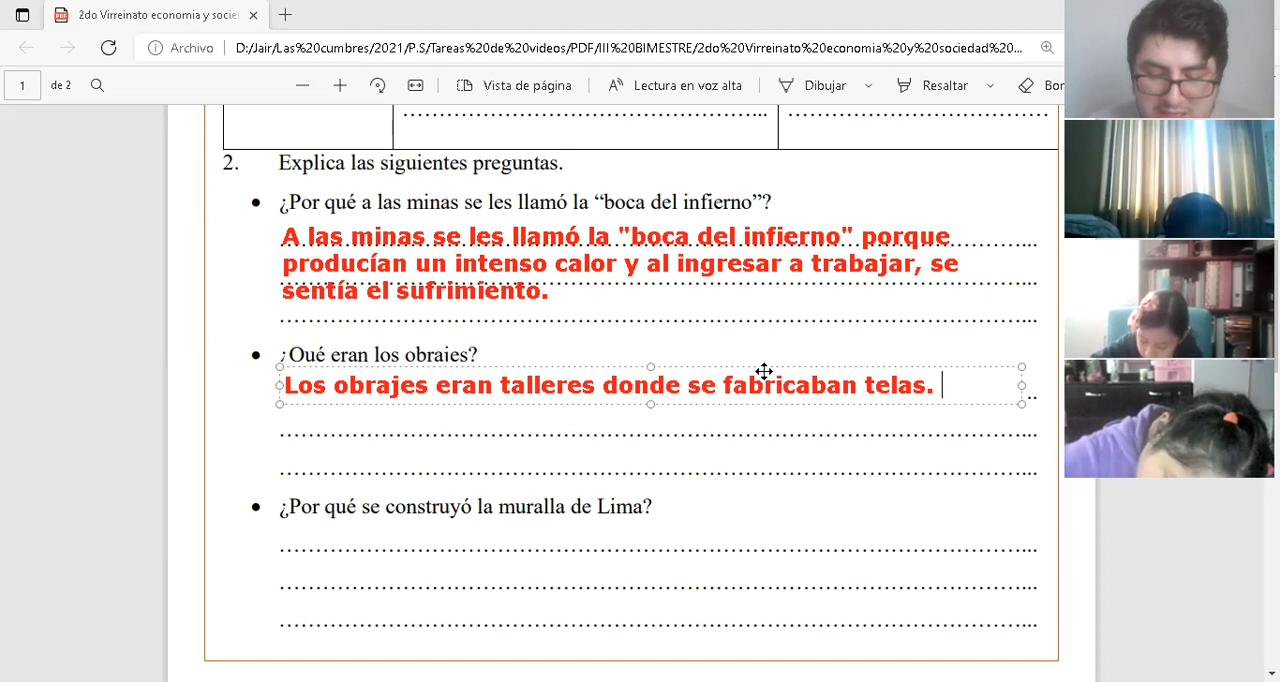 2do Virreinato economia y socie
Archivo
D:/Jair/Las%20cumbres/2021/P.S/Tareas%20de%20videos/PDF/III%20BIMESTRE/2do%20Virreinato%20economia%20y%20sociedad%20...
1
de 2
Vista de página
Lectura en voz alta
Dibujar
Resaltar
Bor
2. Explica las siguientes preguntas.
• ¿Por qué a las minas se les llamó la “boca del infierno”?
A las minas se les llamó la "boca del infierno" porque
producían un intenso calor y al ingresar a trabajar, se
sentía el sufrimiento.
• ¿Qué eran los obrajes?
Los obrajes eran talleres donde se fabricaban telas.
• ¿Por qué se construyó la muralla de Lima?